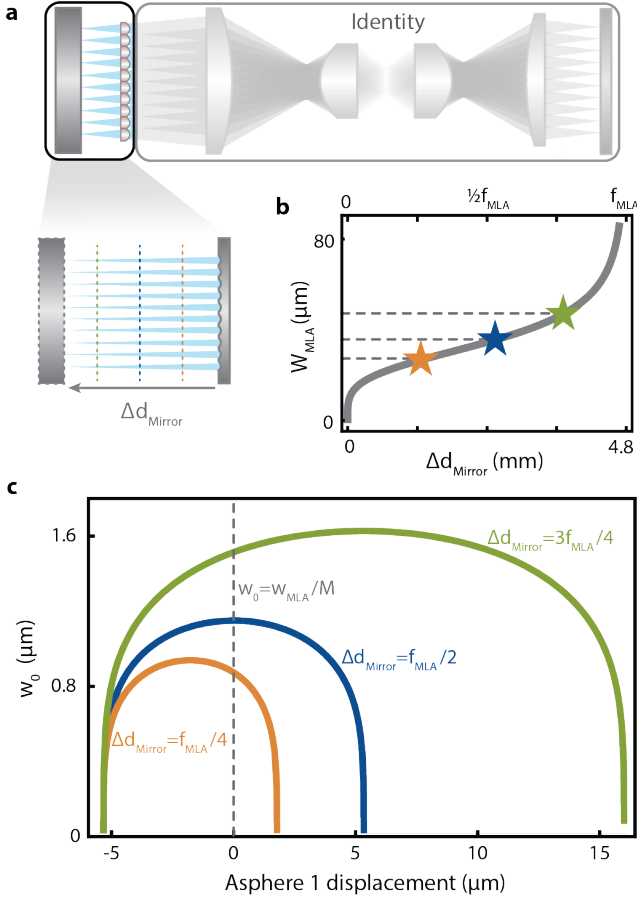 a
Identity
Δd_Mirror
b
0 ½f_MLA f_MLA
80
0
W_MLA (μm)
0 4.8
Δd_Mirror (mm)
c
1.6
0.8
0
w₀ (μm)
Δd_Mirror=3f_MLA/4
w₀=w_MLA/M
Δd_Mirror=f_MLA/2
Δd_Mirror=f_MLA/4
-5 0 5 10 15
Asphere 1 displacement (μm)